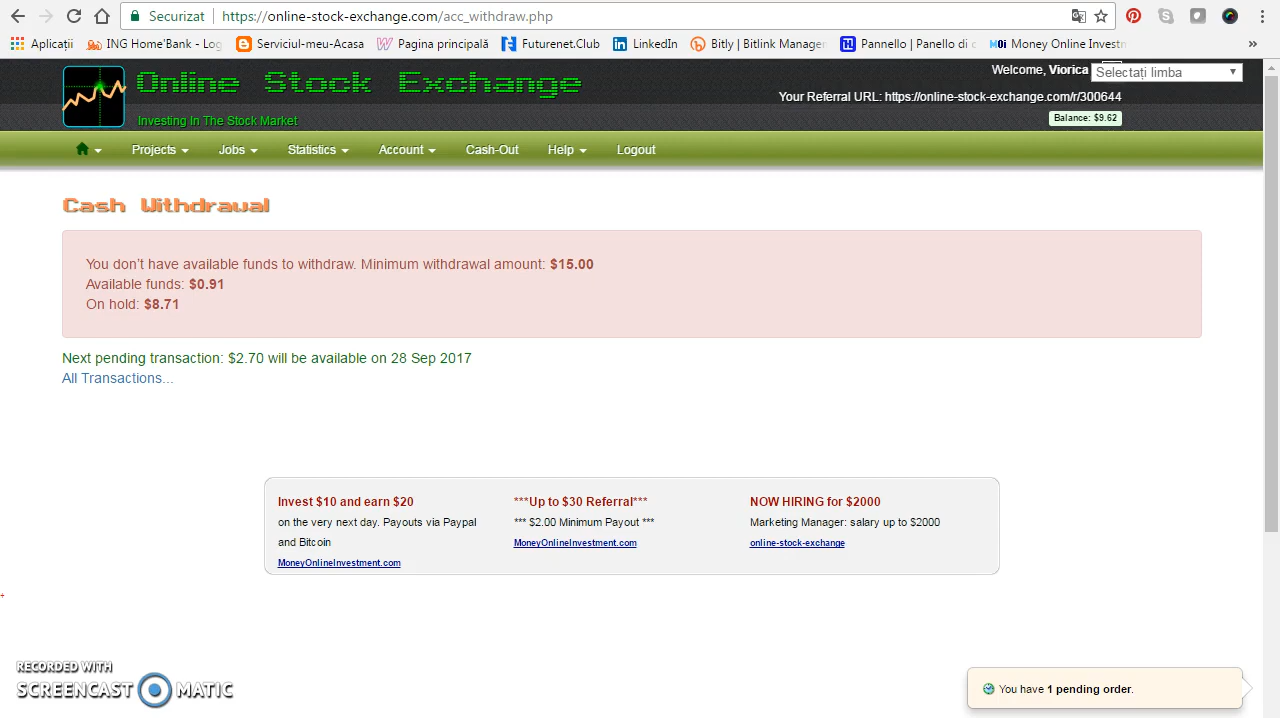 Securizat https://online-stock-exchange.com/acc_withdraw.php
Aplicații ING Home'Bank - Log Serviciul-meu-Acasa Pagina principală Futurenet.Club LinkedIn Bitly | Bitlink Manager Pannello | Panello di c Money Online Investm »
Online Stock Exchange
Investing In The Stock Market
Welcome, Viorica
Selectați limba
Your Referral URL: https://online-stock-exchange.com/r/300644
Balance: $9.62
Projects Jobs Statistics Account Cash-Out Help Logout
Cash Withdrawal
You don't have available funds to withdraw. Minimum withdrawal amount: $15.00
Available funds: $0.91
On hold: $8.71
Next pending transaction: $2.70 will be available on 28 Sep 2017
All Transactions...
Invest $10 and earn $20
on the very next day. Payouts via Paypal
and Bitcoin
MoneyOnlineInvestment.com
***Up to $30 Referral***
*** $2.00 Minimum Payout ***
MoneyOnlineInvestment.com
NOW HIRING for $2000
Marketing Manager: salary up to $2000
online-stock-exchange
RECORDED WITH
SCREENCAST MATIC
You have 1 pending order.